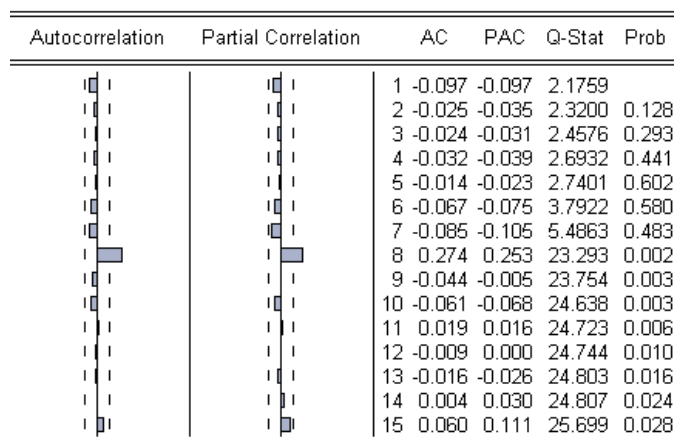 Autocorrelation Partial Correlation AC PAC Q-Stat Prob
1 -0.097 -0.097 2.1759
2 -0.025 -0.035 2.3200 0.128
3 -0.024 -0.031 2.4576 0.293
4 -0.032 -0.039 2.6932 0.441
5 -0.014 -0.023 2.7401 0.602
6 -0.067 -0.075 3.7922 0.580
7 -0.085 -0.105 5.4863 0.483
8 0.274 0.253 23.293 0.002
9 -0.044 -0.005 23.754 0.003
10 -0.061 -0.068 24.638 0.003
11 0.019 0.016 24.723 0.006
12 -0.009 0.000 24.744 0.010
13 -0.016 -0.026 24.803 0.016
14 0.004 0.030 24.807 0.024
15 0.060 0.111 25.699 0.028